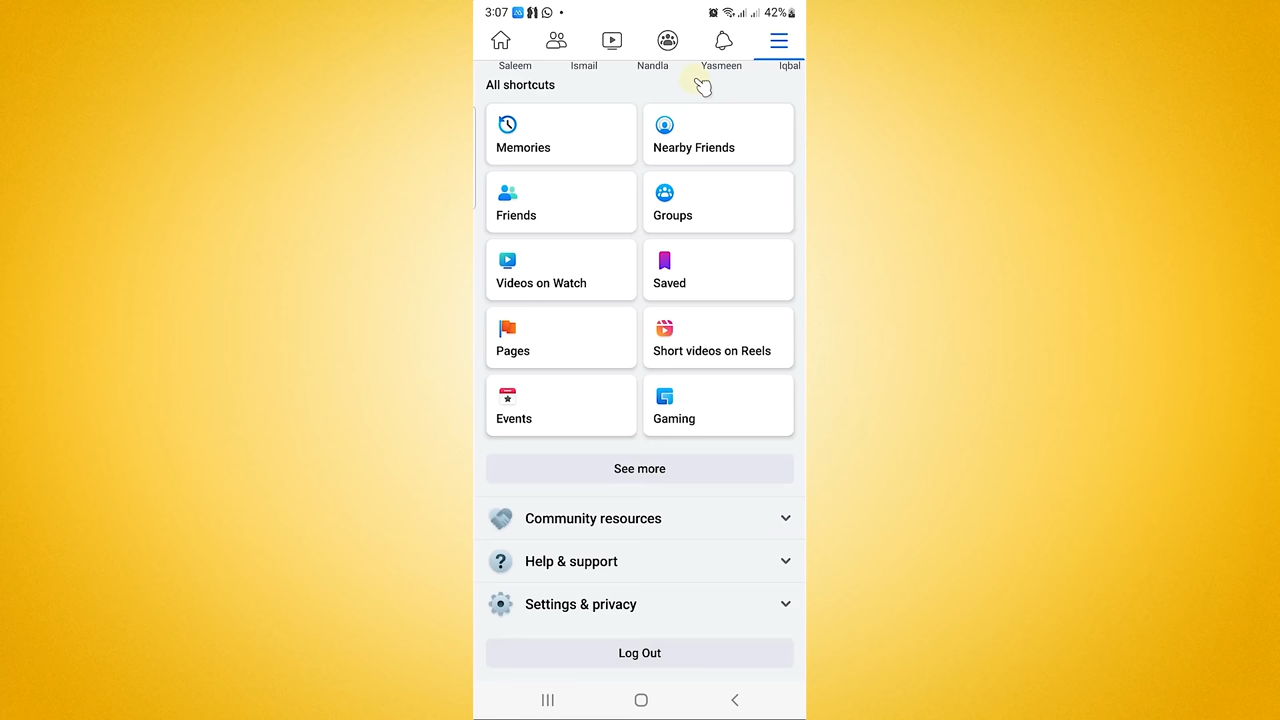 3:07 42%
Saleem Ismail Nandla Yasmeen Iqbal
All shortcuts
Memories Nearby Friends
Friends Groups
Videos on Watch Saved
Pages Short videos on Reels
Events Gaming
See more
Community resources
Help & support
Settings & privacy
Log Out